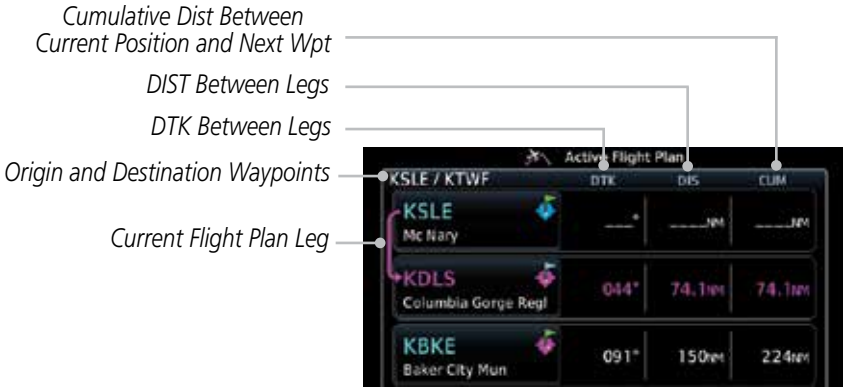 Cumulative Dist Between
Current Position and Next Wpt
DIST Between Legs
DTK Between Legs
Origin and Destination Waypoints
Current Flight Plan Leg
Active Flight Plan
KSLE / KTWF DTK DIS CUM
KSLE
Mc Nary
___° ____NM ____NM
KDLS
Columbia Gorge Regl
044° 74.1NM 74.1NM
KBKE
Baker City Mun
091° 150NM 224NM